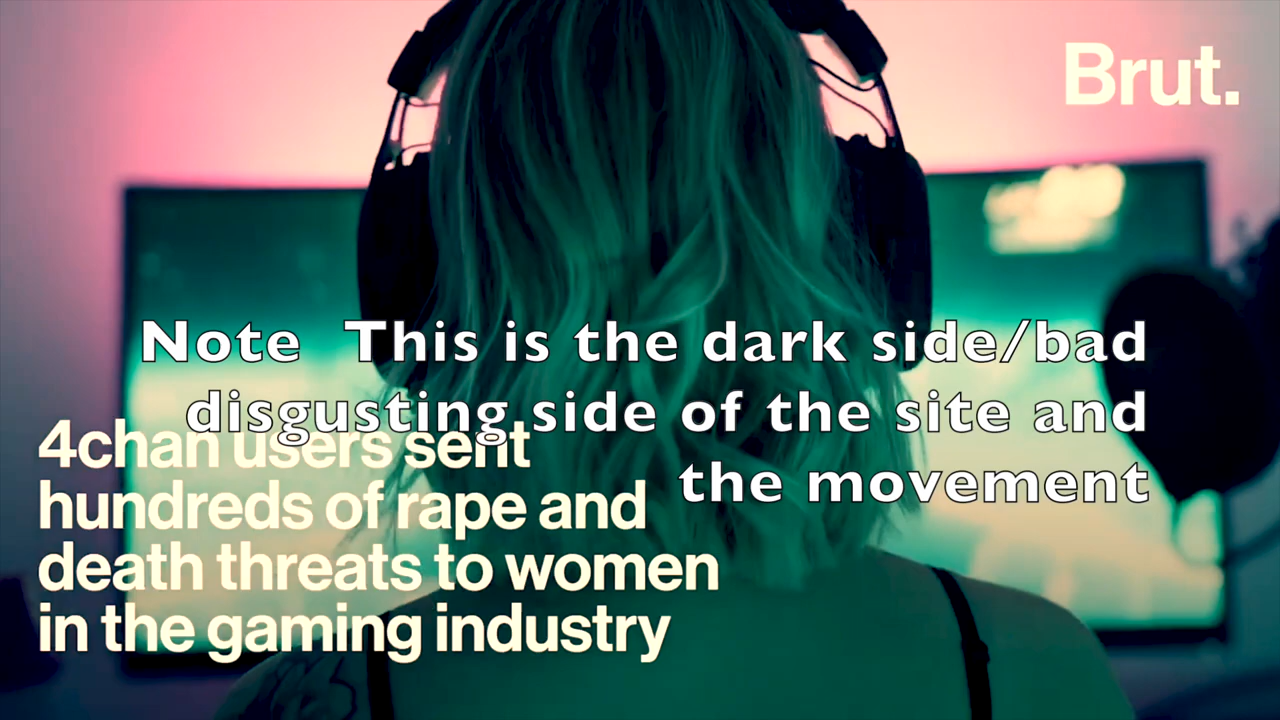 Brut.
Note  This is the dark side/bad
disgusting side of the site and
the movement
4chan users sent
hundreds of rape and
death threats to women
in the gaming industry